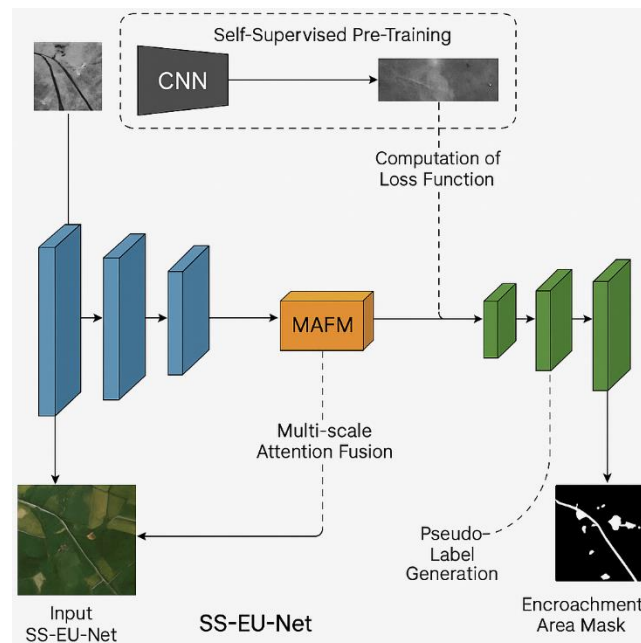 Self-Supervised Pre-Training
CNN
Computation of
Loss Function
MAFM
Multi-scale
Attention Fusion
Pseudo-
Label
Generation
Input
SS-EU-Net
SS-EU-Net
Encroachment
Area Mask